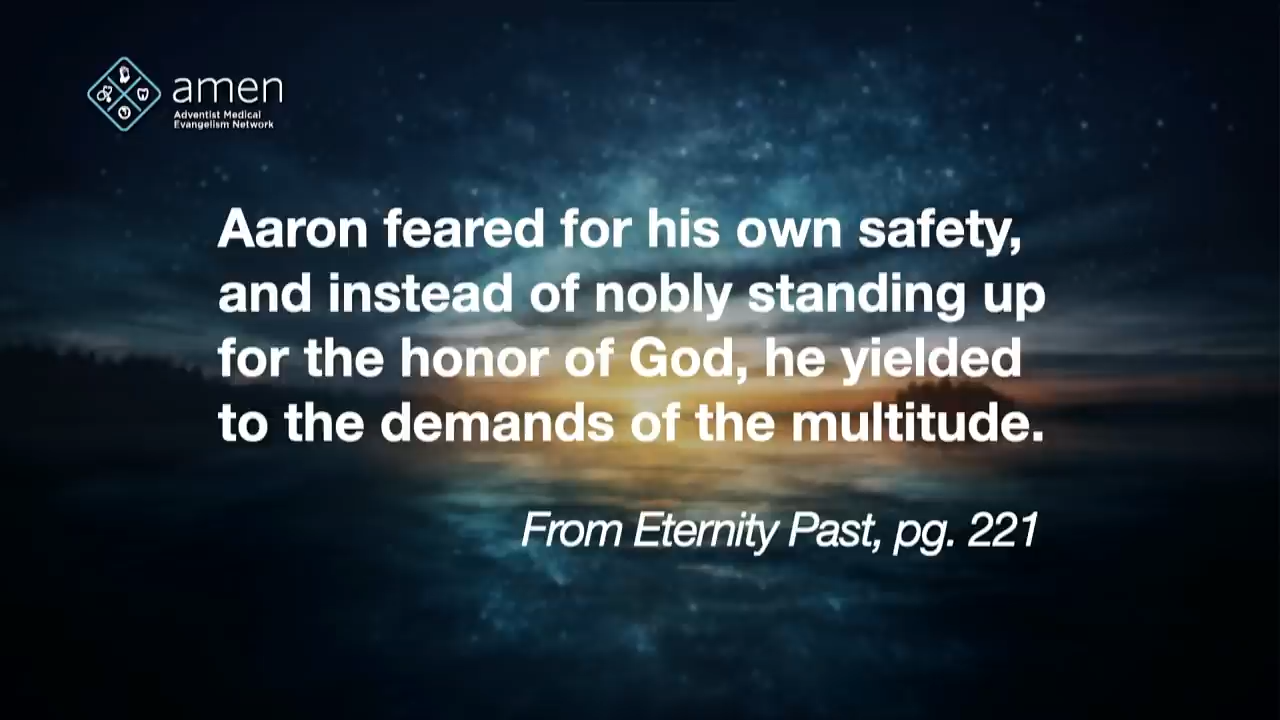 amen
Adventist Medical
Evangelism Network
Aaron feared for his own safety,
and instead of nobly standing up
for the honor of God, he yielded
to the demands of the multitude.
From Eternity Past, pg. 221